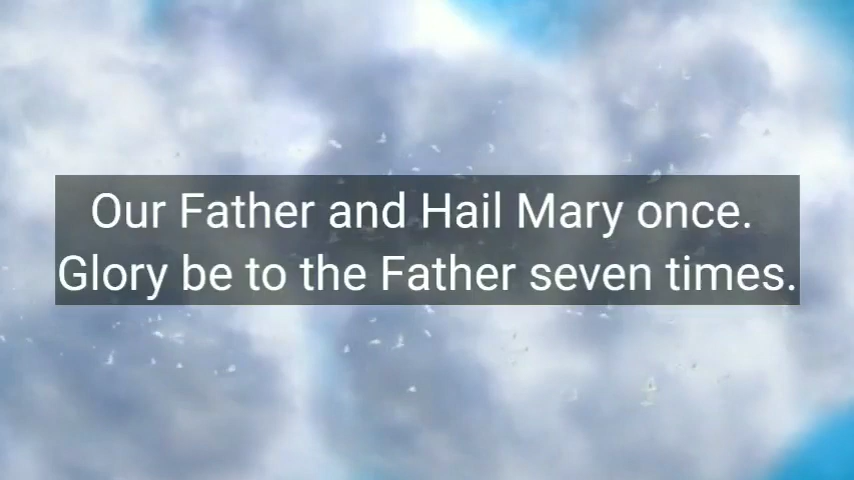 Our Father and Hail Mary once.
Glory be to the Father seven times.